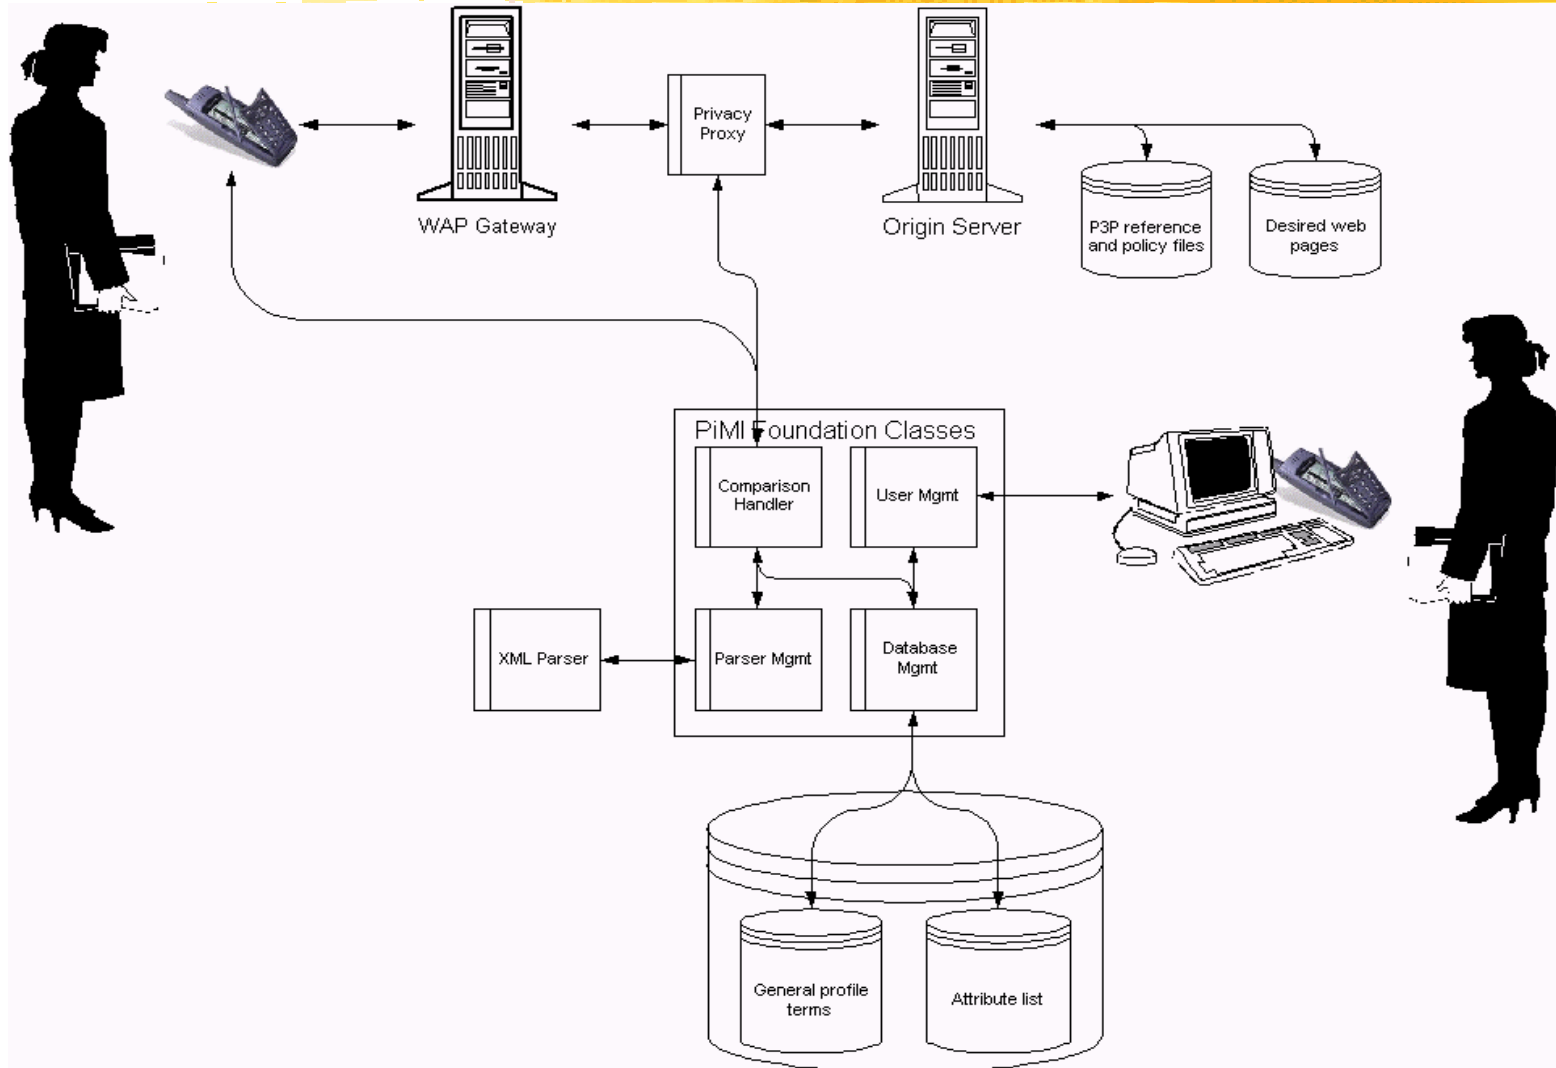 Privacy
Proxy
WAP Gateway
Origin Server
P3P reference
and policy files
Desired web
pages
PiMI Foundation Classes
Comparison
Handler
User Mgmt
XML Parser
Parser Mgmt
Database
Mgmt
General profile
terms
Attribute list